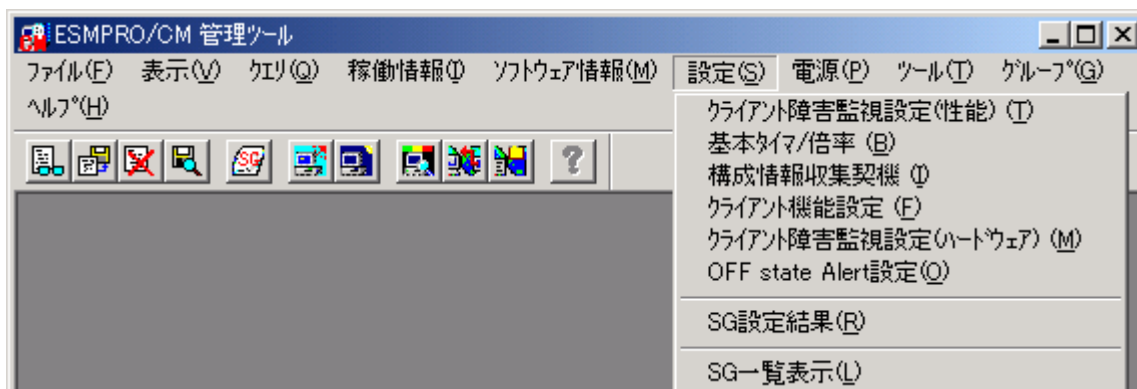 ESMPRO/CM 管理ツール
ﾌｧｲﾙ(F) 表示(V) ｸｴﾘ(Q) 稼働情報(I) ｿﾌﾄｳｪｱ情報(M) 設定(S) 電源(P) ﾂｰﾙ(T) ｸﾞﾙｰﾌﾟ(G)
ﾍﾙﾌﾟ(H)
SG
ｸﾗｲｱﾝﾄ障害監視設定(性能) (T)
基本ﾀｲﾏ/倍率 (B)
構成情報収集契機 (I)
ｸﾗｲｱﾝﾄ機能設定 (F)
ｸﾗｲｱﾝﾄ障害監視設定(ﾊｰﾄﾞｳｪｱ) (M)
OFF state Alert設定(O)
SG設定結果(R)
SG一覧表示(L)